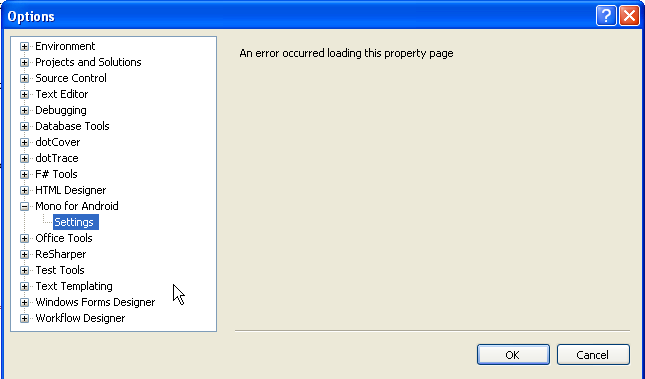 Options
Environment
Projects and Solutions
Source Control
Text Editor
Debugging
Database Tools
dotCover
dotTrace
F# Tools
HTML Designer
Mono for Android
Settings
Office Tools
ReSharper
Test Tools
Text Templating
Windows Forms Designer
Workflow Designer
An error occurred loading this property page
OK
Cancel